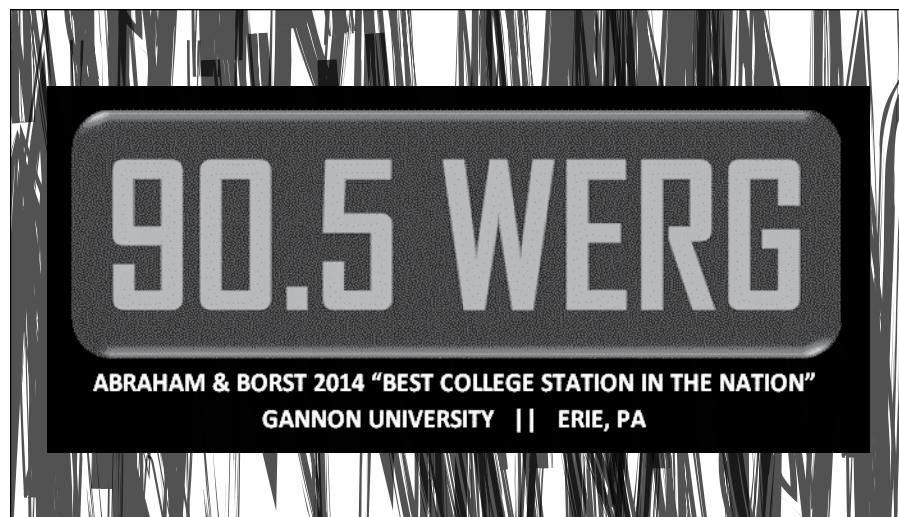 90.5 WERG
ABRAHAM & BORST 2014 “BEST COLLEGE STATION IN THE NATION”
GANNON UNIVERSITY || ERIE, PA